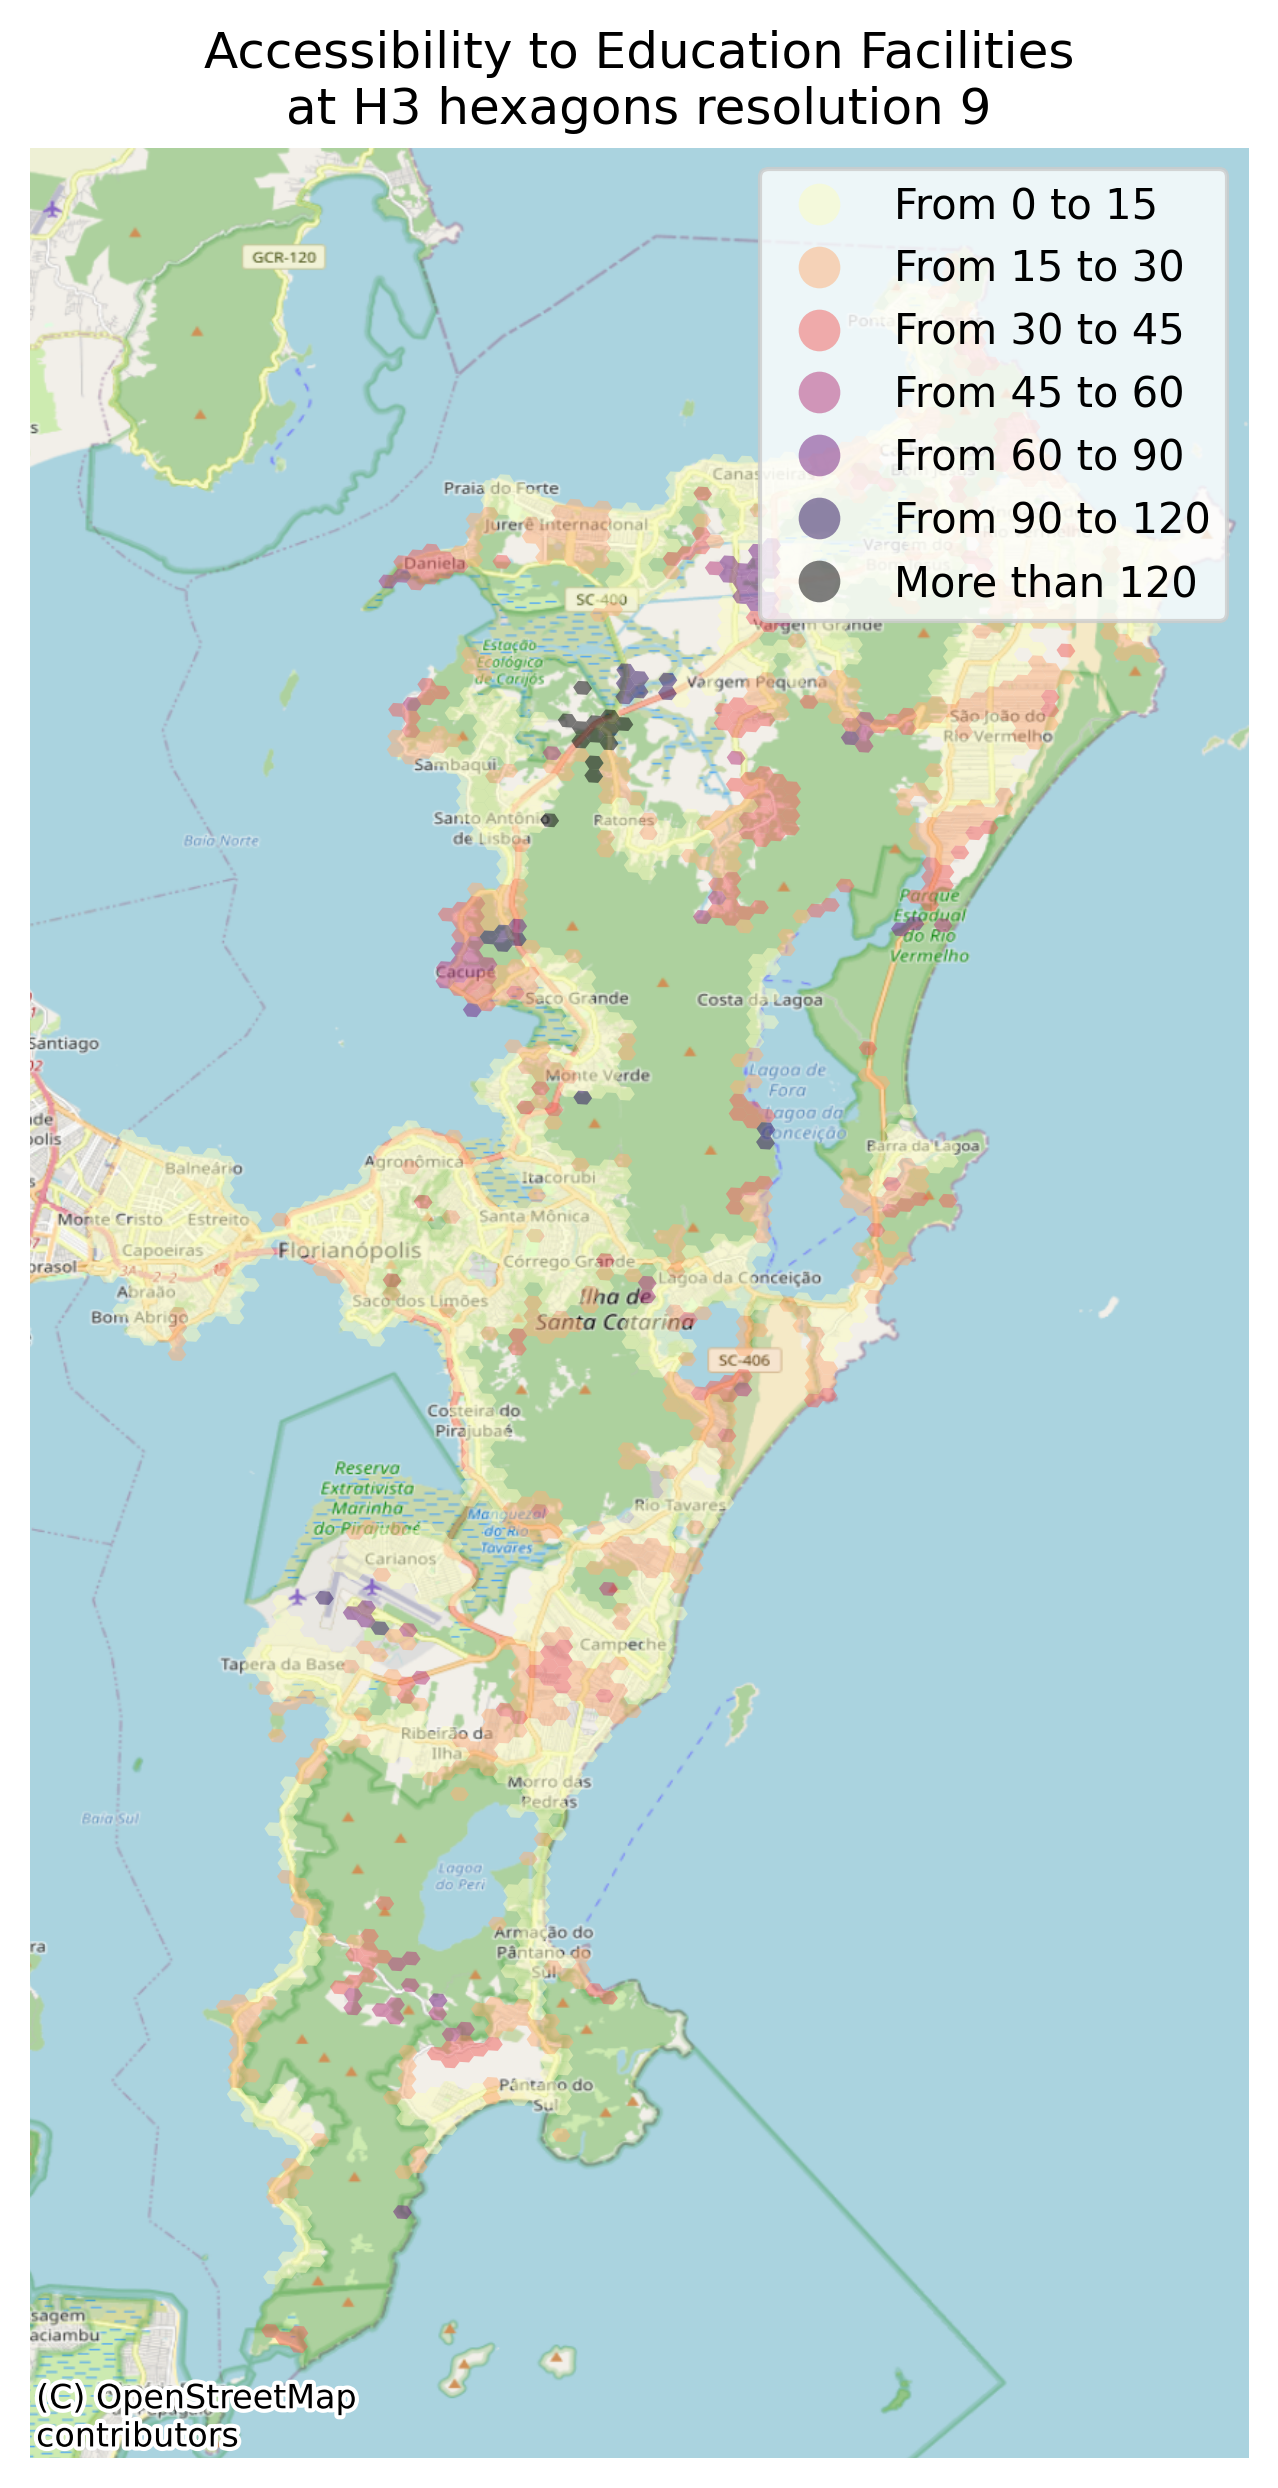 Accessibility to Education Facilities
at H3 hexagons resolution 9
From 0 to 15
From 15 to 30
From 30 to 45
From 45 to 60
From 60 to 90
From 90 to 120
More than 120
GCR-120
Praia do Forte
Canasvieiras
Jurerê Internacional
Daniela
SC-400
Vargem do
Bom Jesus
Vargem Grande
Estação
Ecológica
de Carijós
Vargem Pequena
São João do
Rio Vermelho
Sambaqui
Santo Antônio
de Lisboa
Ratones
Baía Norte
Parque
Estadual
do Rio
Vermelho
Cacupé
Saco Grande
Costa da Lagoa
Santiago
Monte Verde
Lagoa de
Fora
Lagoa da
Conceição
Barra da Lagoa
Agronômica
Balneário
Itacorubi
Monte Cristo
Estreito
Santa Mônica
Florianópolis
Capoeiras
Córrego Grande
Lagoa da Conceição
Abraão
Saco dos Limões
Ilha de
Santa Catarina
Bom Abrigo
SC-406
Costeira do
Pirajubaé
Reserva
Extrativista
Marinha
do Pirajubaé
Rio Tavares
Manguezal
do Rio
Tavares
Carianos
Campeche
Tapera da Base
Ribeirão da
Ilha
Morro das
Pedras
Baía Sul
Lagoa
do Peri
Armação do
Pântano do
Sul
Pântano do
Sul
sagem
aciambu
(C) OpenStreetMap
contributors